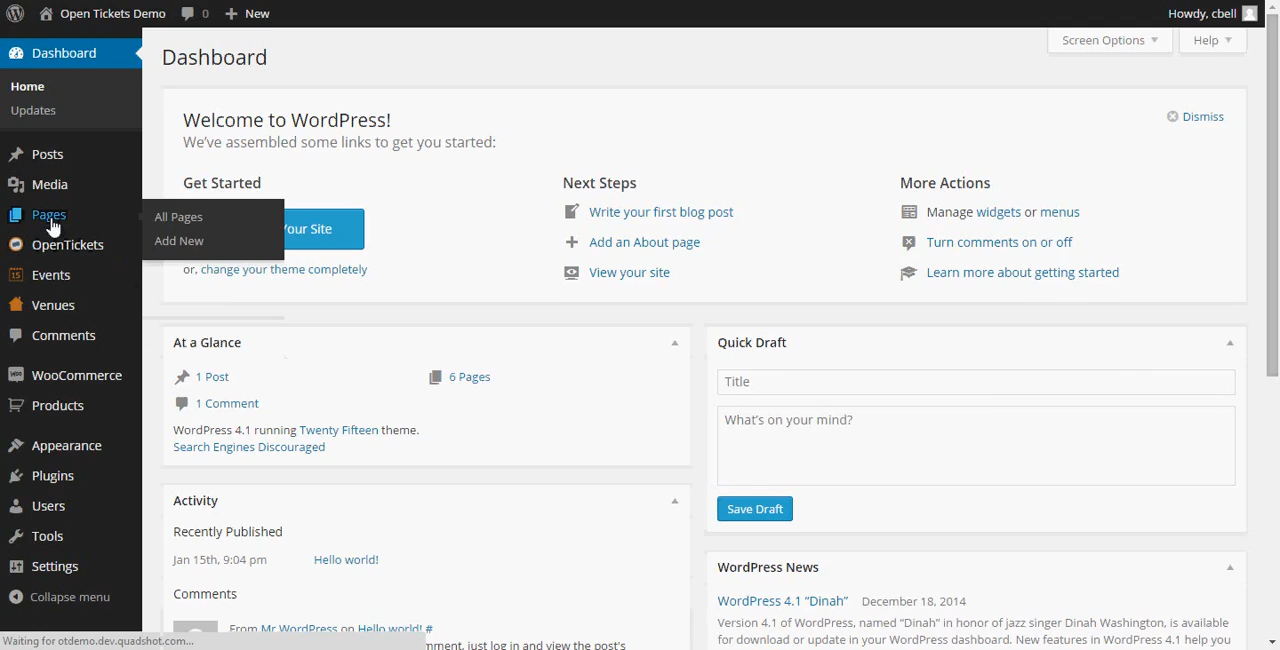 Open Tickets Demo 0 New Howdy, cbell
Dashboard
Home
Updates
Posts
Media
Pages
OpenTickets
Events
Venues
Comments
WooCommerce
Products
Appearance
Plugins
Users
Tools
Settings
Collapse menu
All Pages
Add New
Dashboard
Screen Options
Help
Welcome to WordPress!
We've assembled some links to get you started:
Dismiss
Get Started
our Site
or, change your theme completely
Next Steps
Write your first blog post
Add an About page
View your site
More Actions
Manage widgets or menus
Turn comments on or off
Learn more about getting started
At a Glance
1 Post 6 Pages
1 Comment
WordPress 4.1 running Twenty Fifteen theme.
Search Engines Discouraged
Activity
Recently Published
Jan 15th, 9:04 pm Hello world!
Comments
From Mr WordPress on Hello world! #
mment, just log in and view the post's
Quick Draft
Title
What's on your mind?
Save Draft
WordPress News
WordPress 4.1 "Dinah" December 18, 2014
Version 4.1 of WordPress, named "Dinah" in honor of jazz singer Dinah Washington, is available
for download or update in your WordPress dashboard. New features in WordPress 4.1 help you
Waiting for otdemo.dev.quadshot.com...